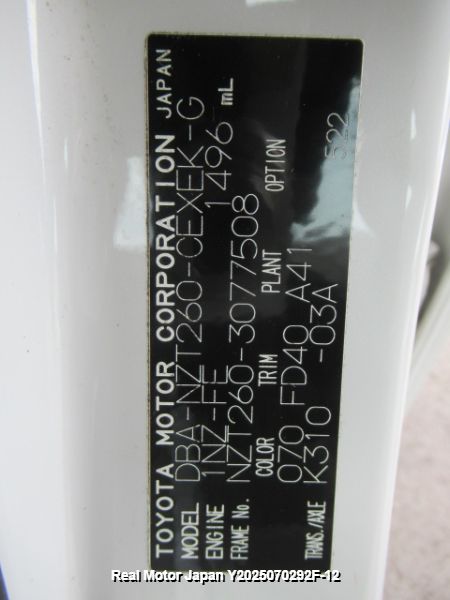 TOYOTA MOTOR CORPORATION JAPAN
MODEL DBA-NZT260-CEXEK-G
ENGINE 1NZ-FE 1496 mL
FRAME No. NZT260-3077508
COLOR TRIM PLANT OPTION
070 FD40 A41 522
TRANS./AXLE K310 -03A
Real Motor Japan Y2025070292F-12